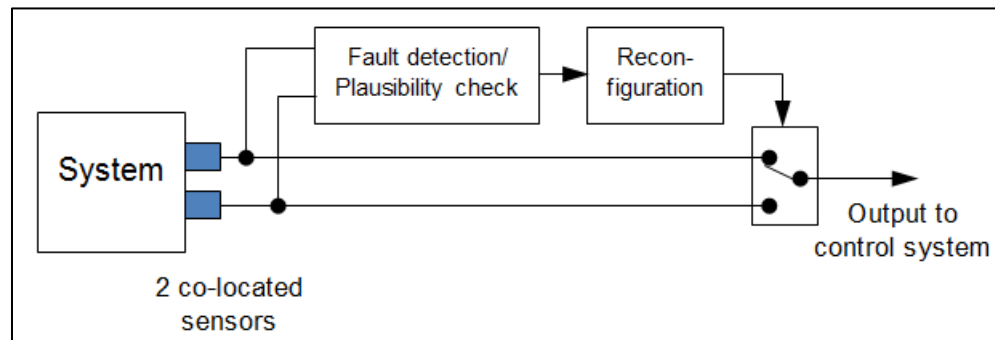 Fault detection/
Plausibility check
Recon-
figuration
System
Output to
control system
2 co-located
sensors